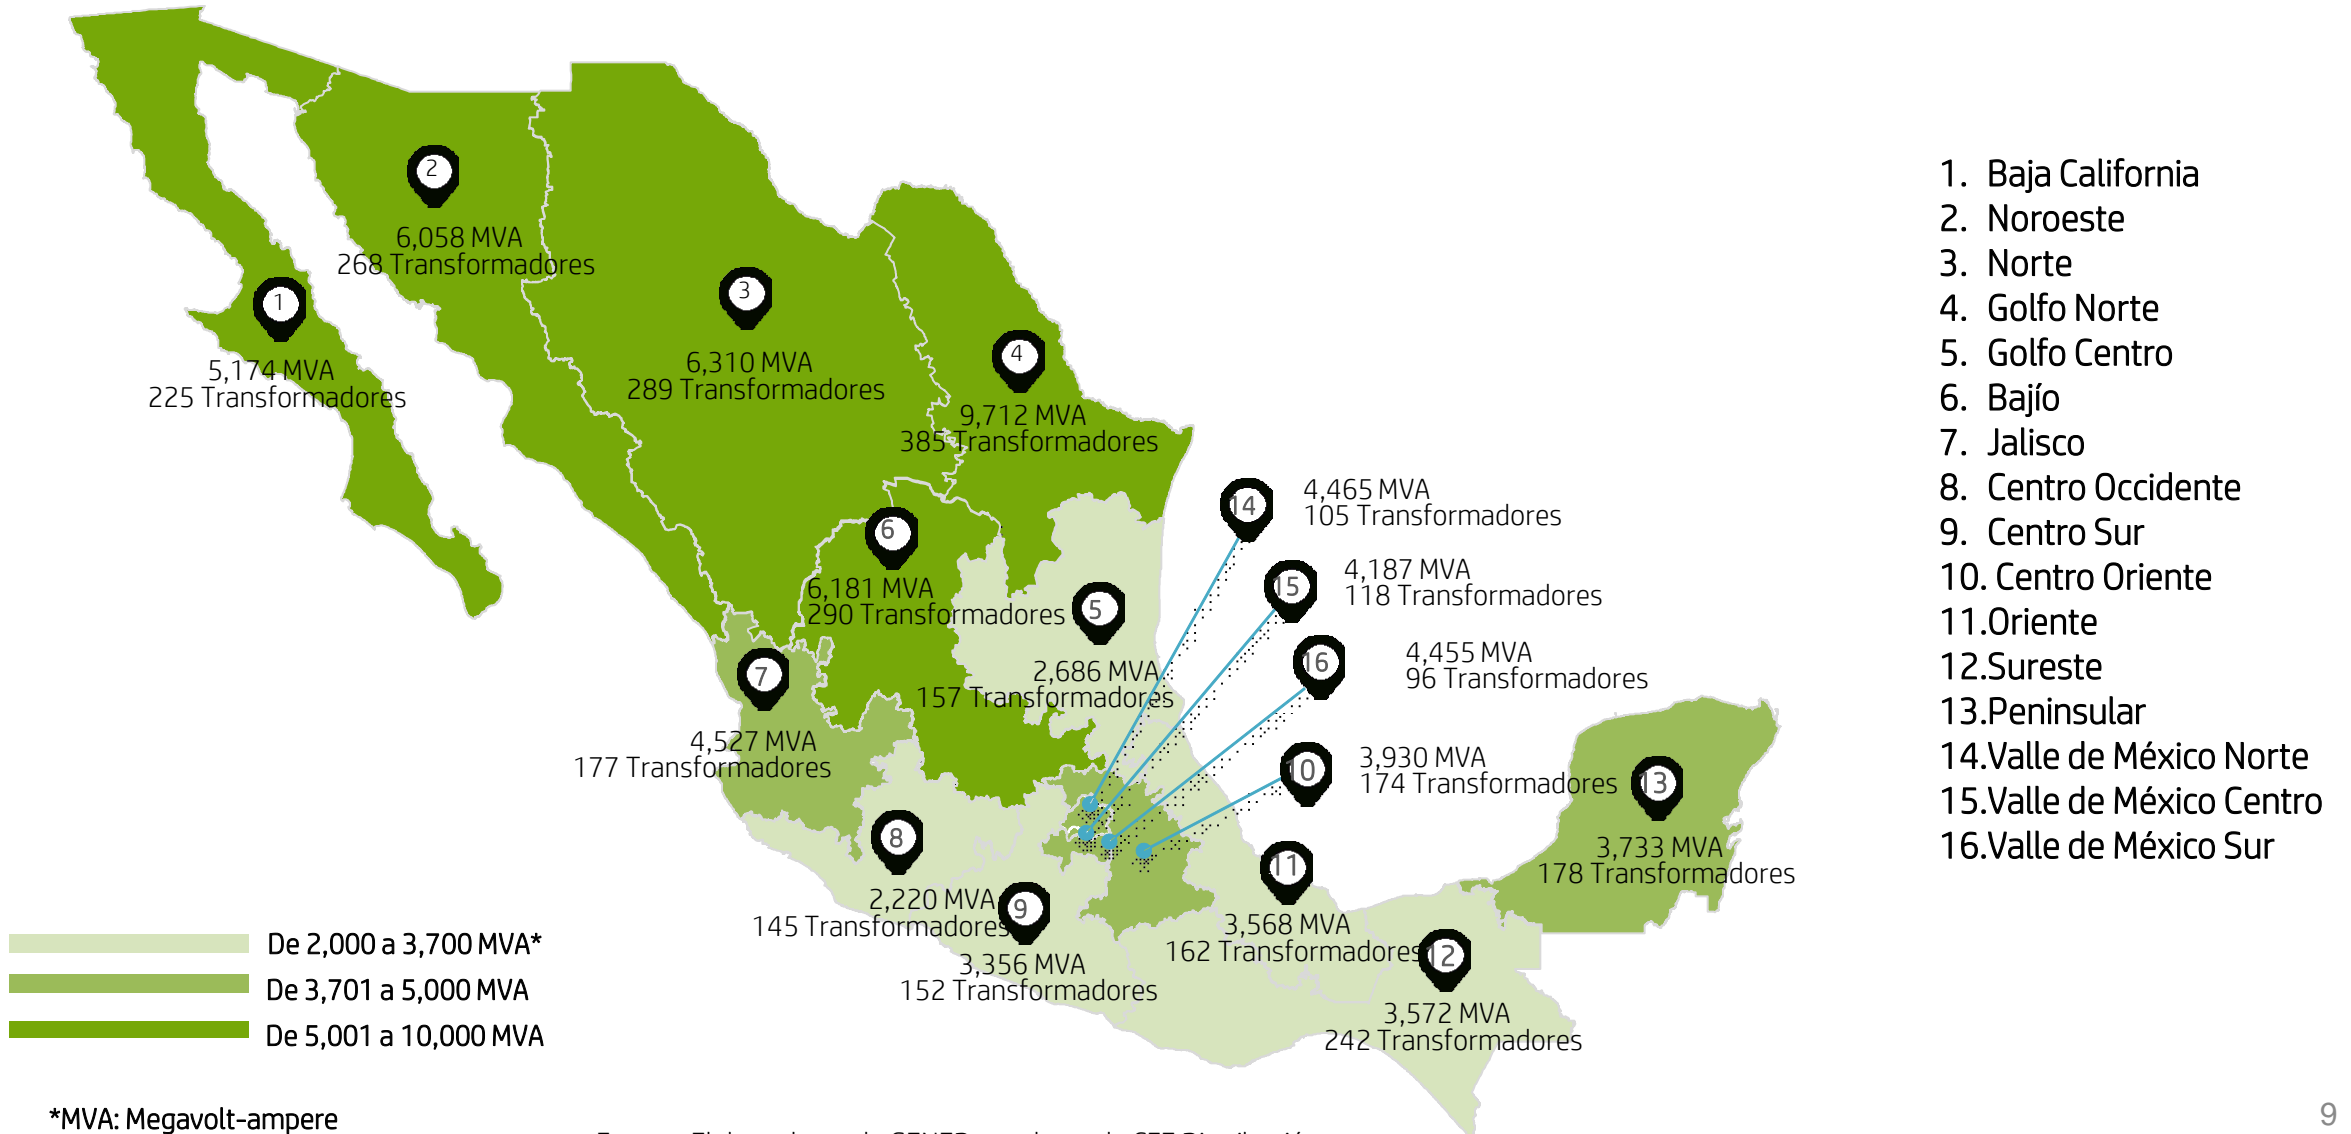 2
6,058 MVA
268 Transformadores
1
5,174 MVA
225 Transformadores
3
6,310 MVA
289 Transformadores
4
9,712 MVA
385 Transformadores
14
4,465 MVA
105 Transformadores
6
6,181 MVA
290 Transformadores
15
4,187 MVA
118 Transformadores
5
2,686 MVA
157 Transformadores
16
4,455 MVA
96 Transformadores
7
4,527 MVA
177 Transformadores
10
3,930 MVA
174 Transformadores
13
3,733 MVA
178 Transformadores
8
2,220 MVA
145 Transformadores
9
3,356 MVA
152 Transformadores
11
3,568 MVA
162 Transformadores
12
3,572 MVA
242 Transformadores
1. Baja California
2. Noroeste
3. Norte
4. Golfo Norte
5. Golfo Centro
6. Bajío
7. Jalisco
8. Centro Occidente
9. Centro Sur
10. Centro Oriente
11.Oriente
12.Sureste
13.Peninsular
14.Valle de México Norte
15.Valle de México Centro
16.Valle de México Sur
De 2,000 a 3,700 MVA*
De 3,701 a 5,000 MVA
De 5,001 a 10,000 MVA
*MVA: Megavolt-ampere
9